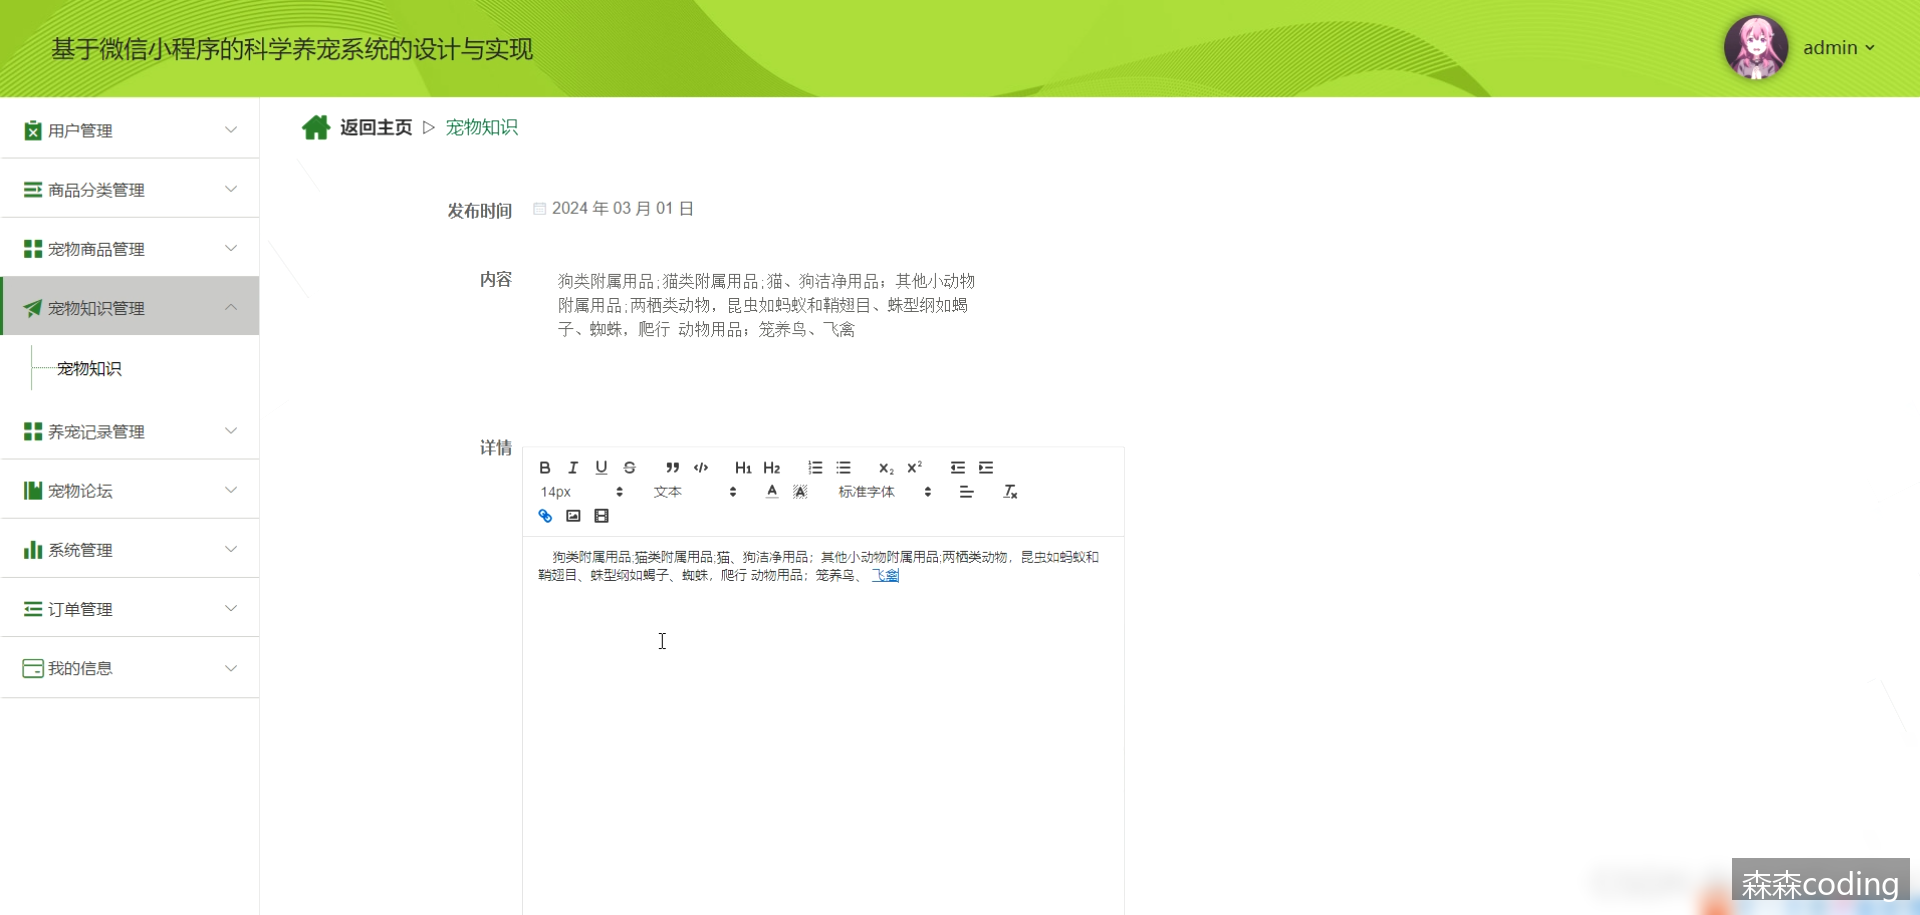 基于微信小程序的科学养宠系统的设计与实现
admin
用户管理
商品分类管理
宠物商品管理
宠物知识管理
宠物知识
养宠记录管理
宠物论坛
系统管理
订单管理
我的信息
返回主页 ▷ 宠物知识
发布时间 2024 年 03 月 01 日
内容
狗类附属用品;猫类附属用品;猫、狗洁净用品；其他小动物
附属用品;两栖类动物，昆虫如蚂蚁和鞘翅目、蛛型纲如蝎
子、蜘蛛，爬行 动物用品；笼养鸟、飞禽
详情
B I U S H1 H2 X2 X2
14px 文本 A A 标准字体 Tx
狗类附属用品;猫类附属用品;猫、狗洁净用品；其他小动物附属用品;两栖类动物，昆虫如蚂蚁和
鞘翅目、蛛型纲如蝎子、蜘蛛，爬行 动物用品；笼养鸟、飞禽
森森coding